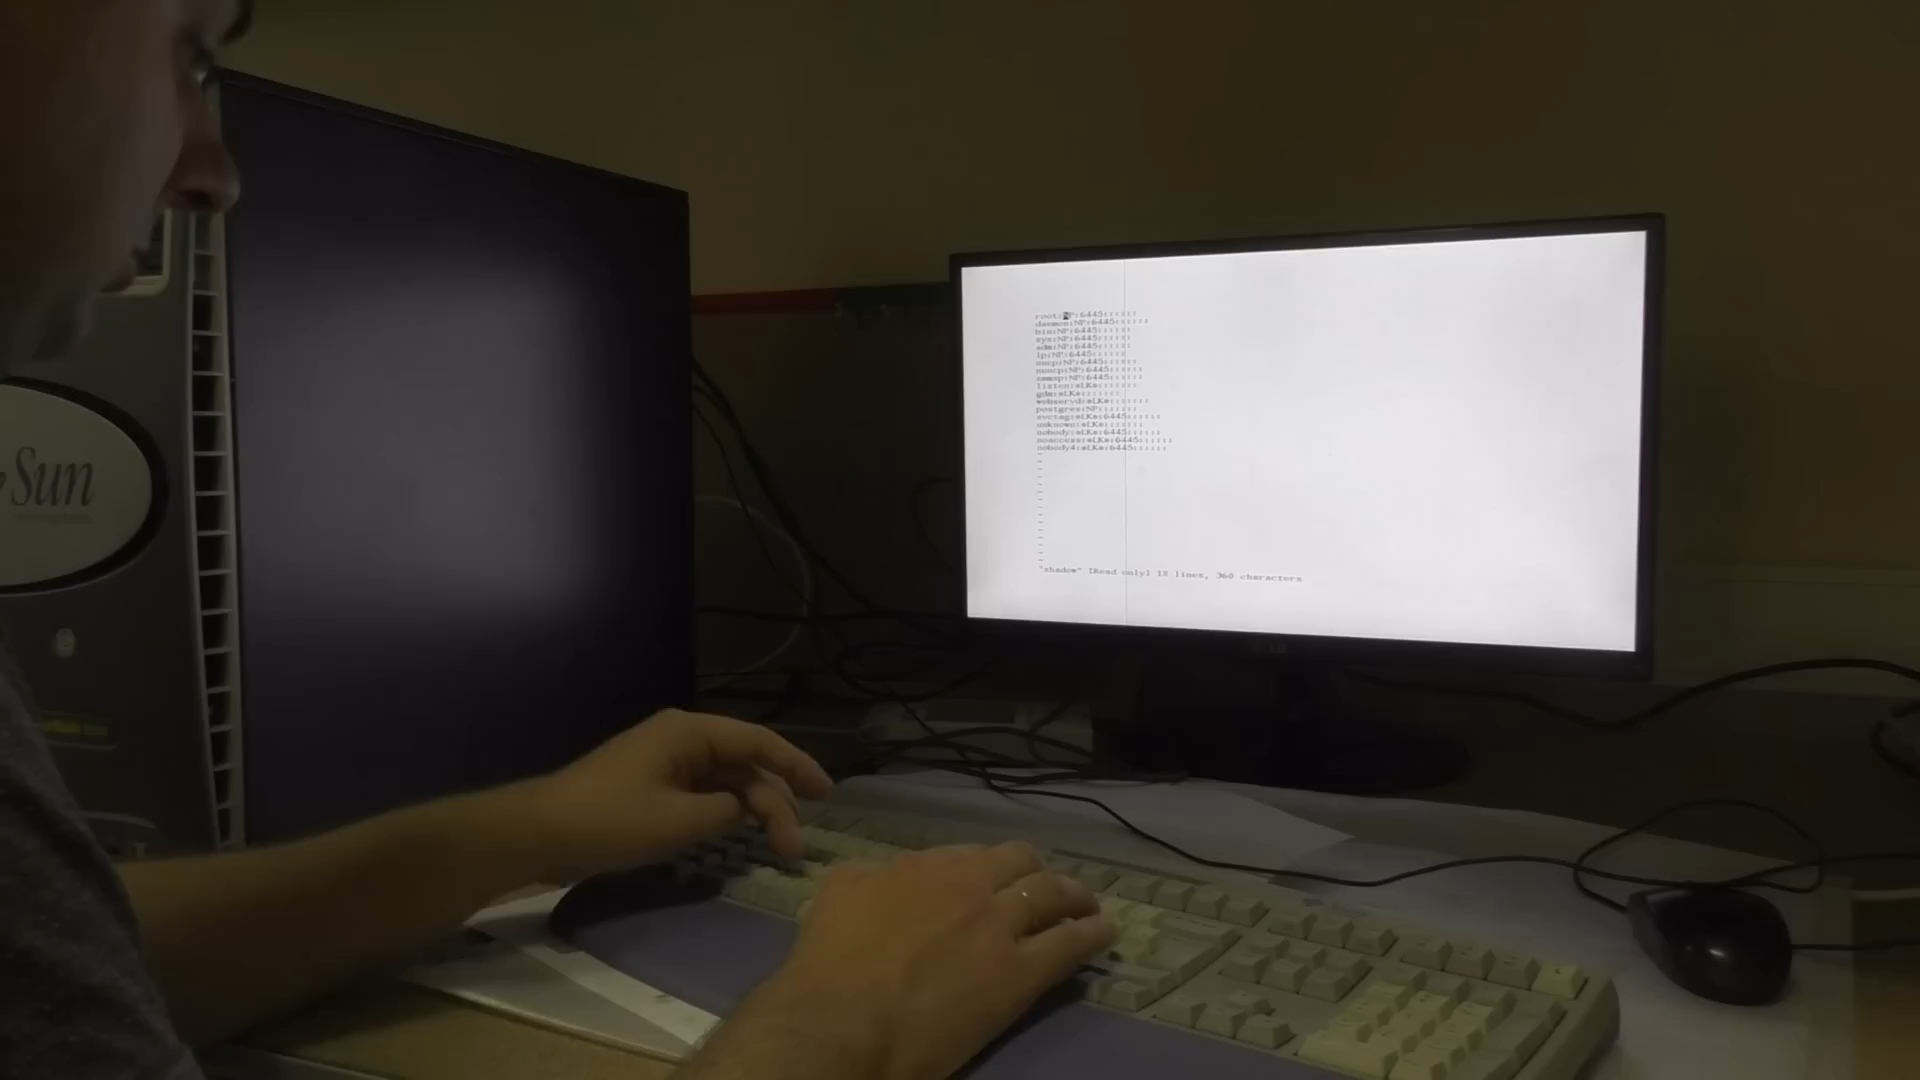 Sun
root:NP:6445::::::
daemon:NP:6445::::::
bin:NP:6445::::::
sys:NP:6445::::::
adm:NP:6445::::::
lp:NP:6445::::::
uucp:NP:6445::::::
nuucp:NP:6445::::::
smmsp:NP:6445::::::
listen:*LK*:::::::
gdm:*LK*:::::::
webservd:*LK*:::::::
postgres:NP:::::::
svctag:*LK*:6445::::::
unknown:*LK*:::::::
nobody:*LK*:6445::::::
noaccess:*LK*:6445::::::
nobody4:*LK*:6445::::::
~
~
~
~
~
~
~
~
~
~
~
~
~
~
"shadow" [Read only] 18 lines, 360 characters